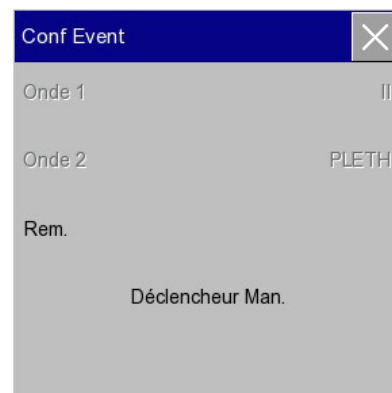 Conf Event
Onde 1 II
Onde 2 PLETH
Rem.
Déclencheur Man.